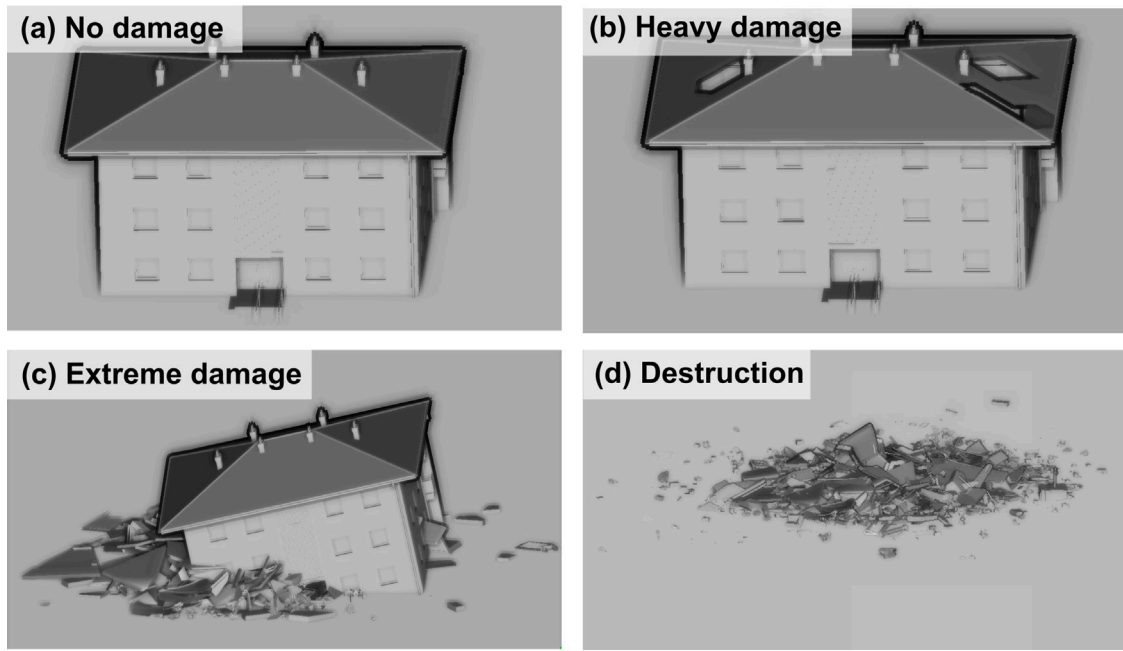 (a) No damage
(b) Heavy damage
(c) Extreme damage
(d) Destruction